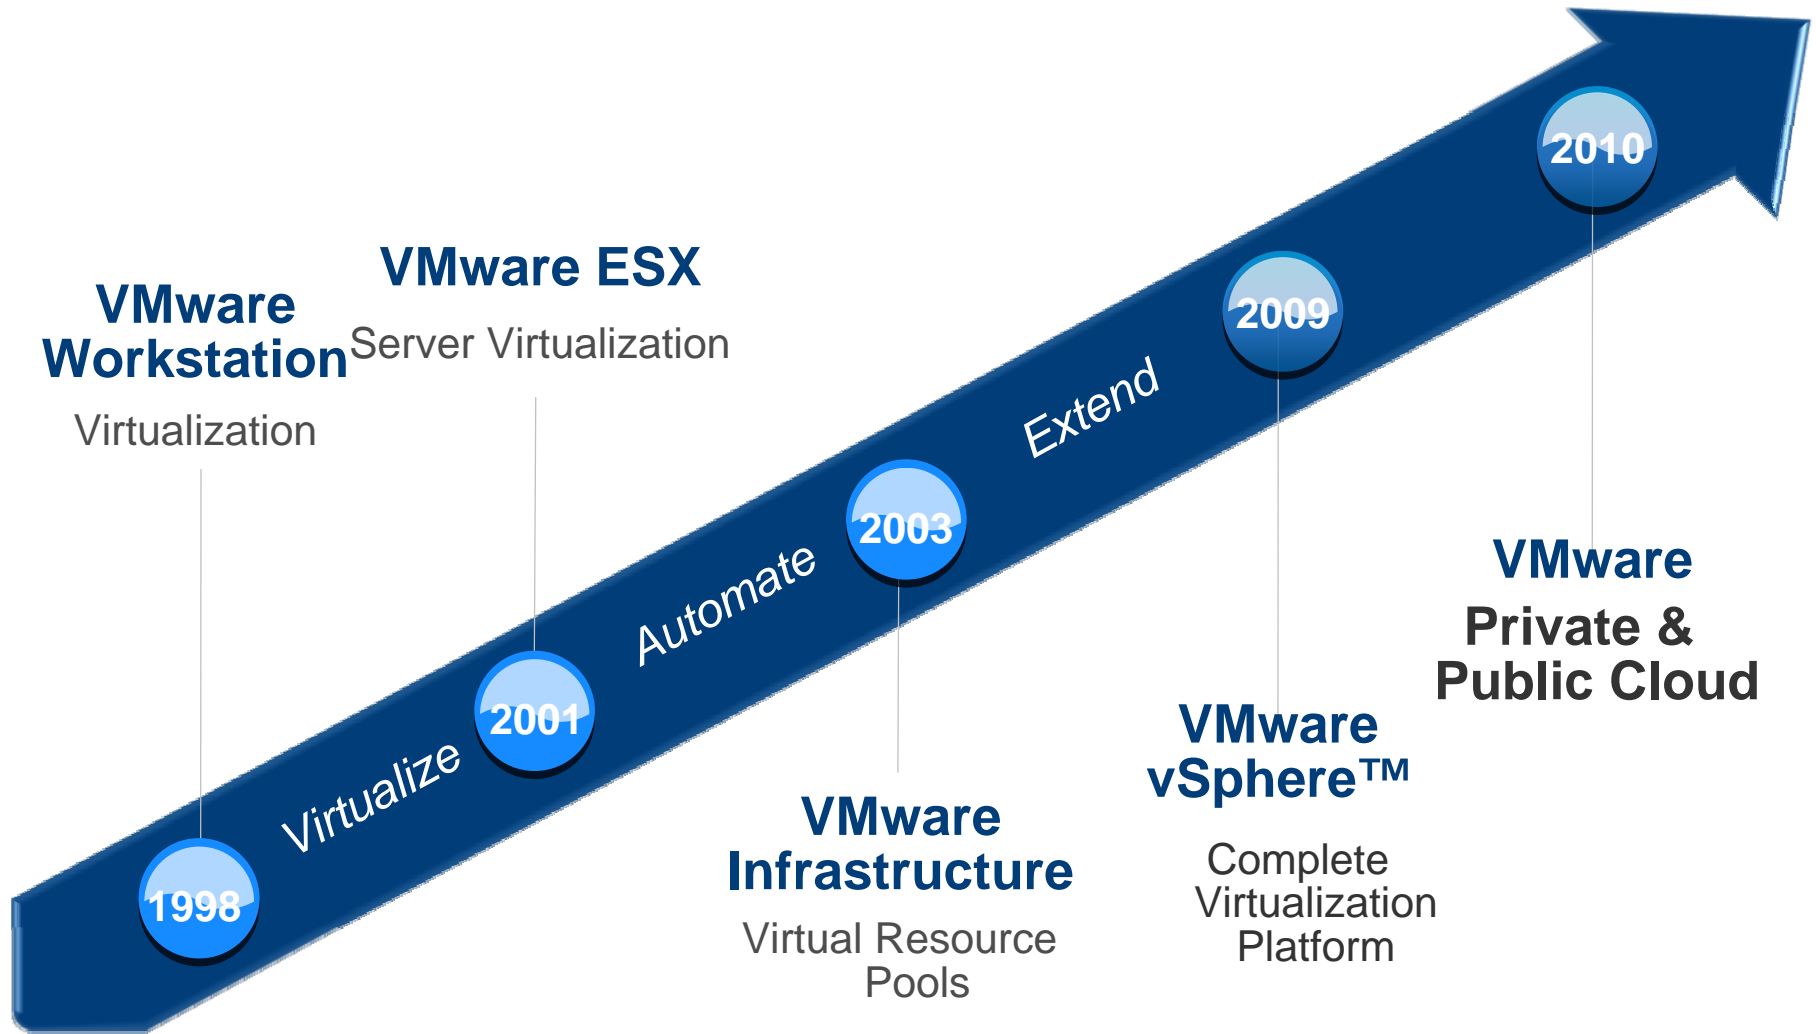 VMware
Workstation
Virtualization
1998
Virtualize
VMware ESX
Server Virtualization
2001
Automate
2003
VMware
Infrastructure
Virtual Resource
Pools
Extend
2009
VMware
vSphere™
Complete
Virtualization
Platform
2010
VMware
Private &
Public Cloud